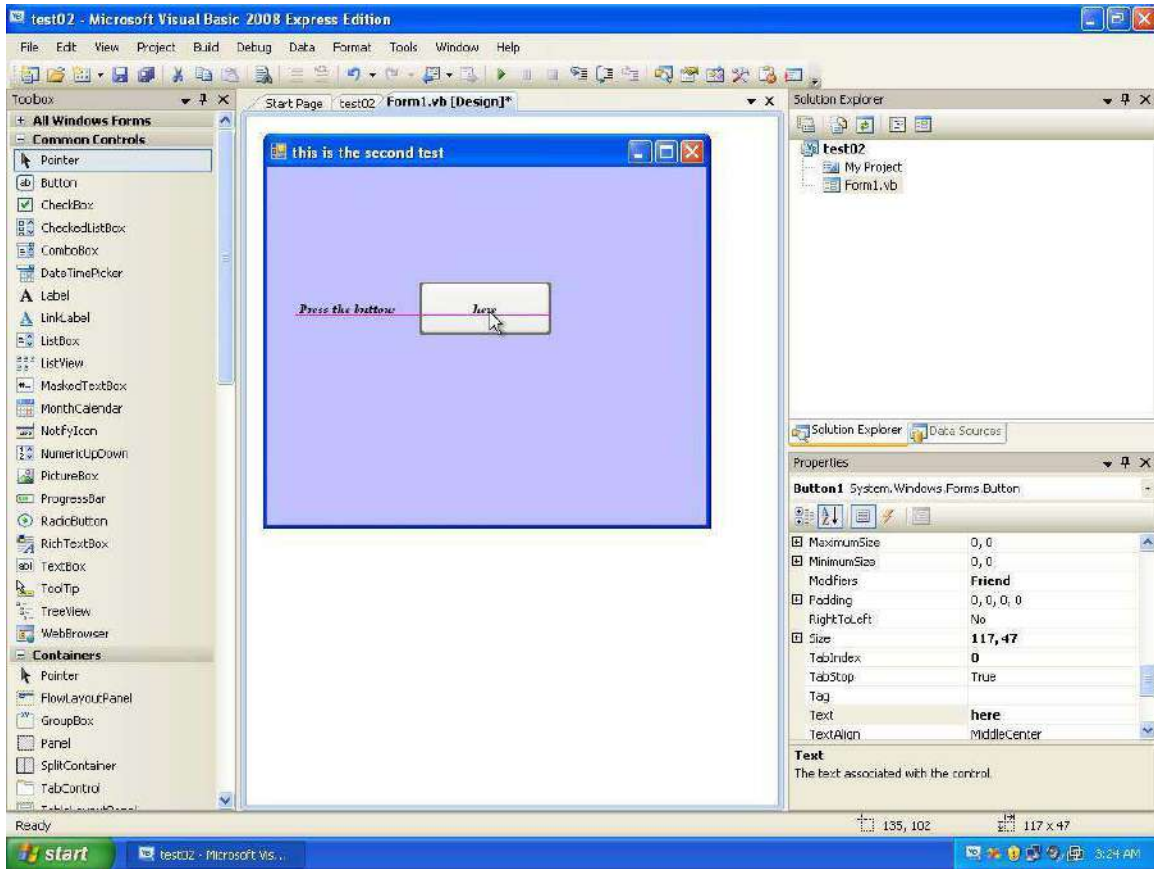 test02 - Microsoft Visual Basic 2008 Express Edition
File Edit View Project Build Debug Data Format Tools Window Help
Toolbox
All Windows Forms
Common Controls
Pointer
Button
CheckBox
CheckedListBox
ComboBox
DateTimePicker
Label
LinkLabel
ListBox
ListView
MaskedTextBox
MonthCalendar
NotifyIcon
NumericUpDown
PictureBox
ProgressBar
RadioButton
RichTextBox
TextBox
ToolTip
TreeView
WebBrowser
Containers
Pointer
FlowLayoutPanel
GroupBox
Panel
SplitContainer
TabControl
Start Page test02 Form1.vb [Design]*
this is the second test
Press the button here
Solution Explorer
test02
My Project
Form1.vb
Solution Explorer Data Sources
Properties
Button1 System.Windows.Forms.Button
MaximumSize 0, 0
MinimumSize 0, 0
Modifiers Friend
Padding 0, 0, 0, 0
RightToLeft No
Size 117, 47
TabIndex 0
TabStop True
Tag
Text here
TextAlign MiddleCenter
Text
The text associated with the control.
Ready 135, 102 117 x 47
start test02 - Microsoft Vis... 3:24 AM